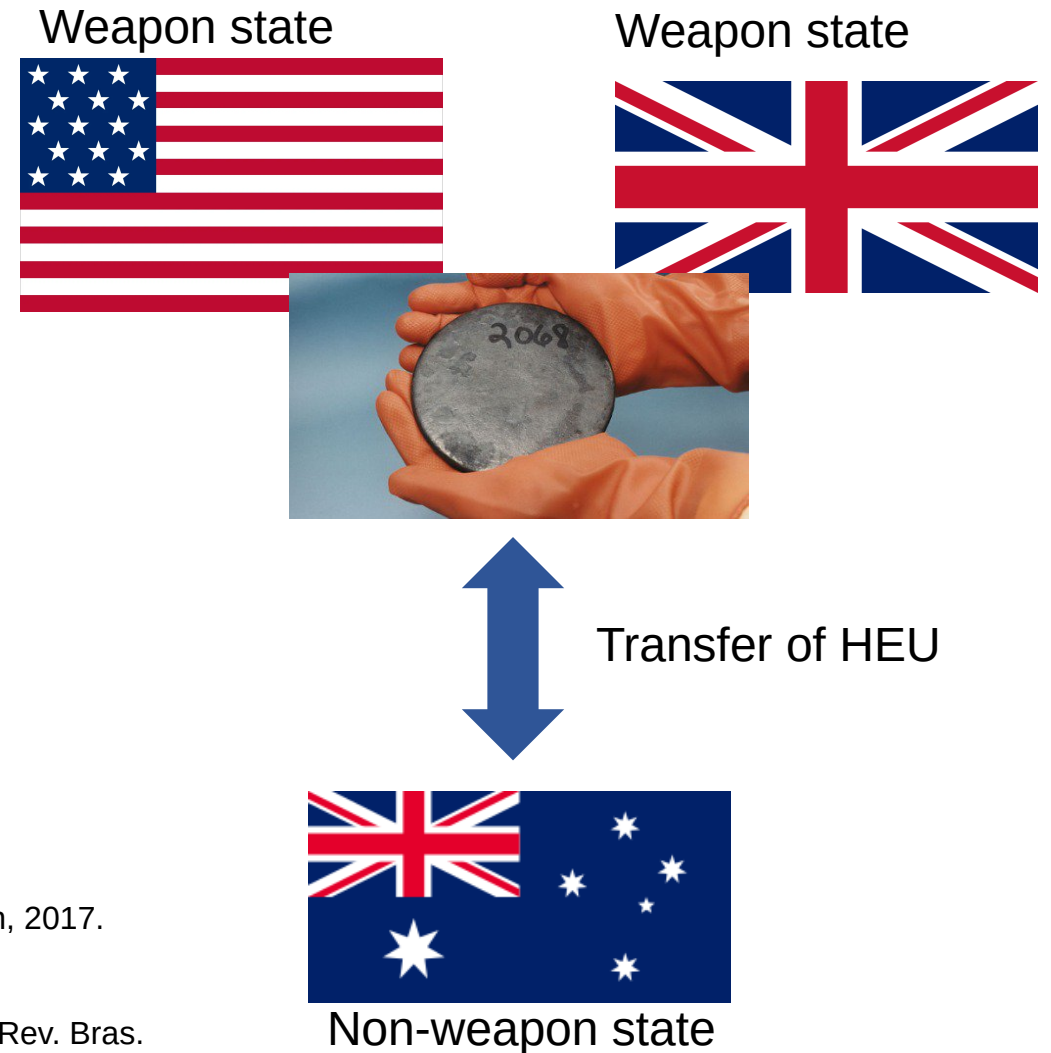 Weapon state
Weapon state
2068
Transfer of HEU
, 2017.
Rev. Bras.
Non-weapon state